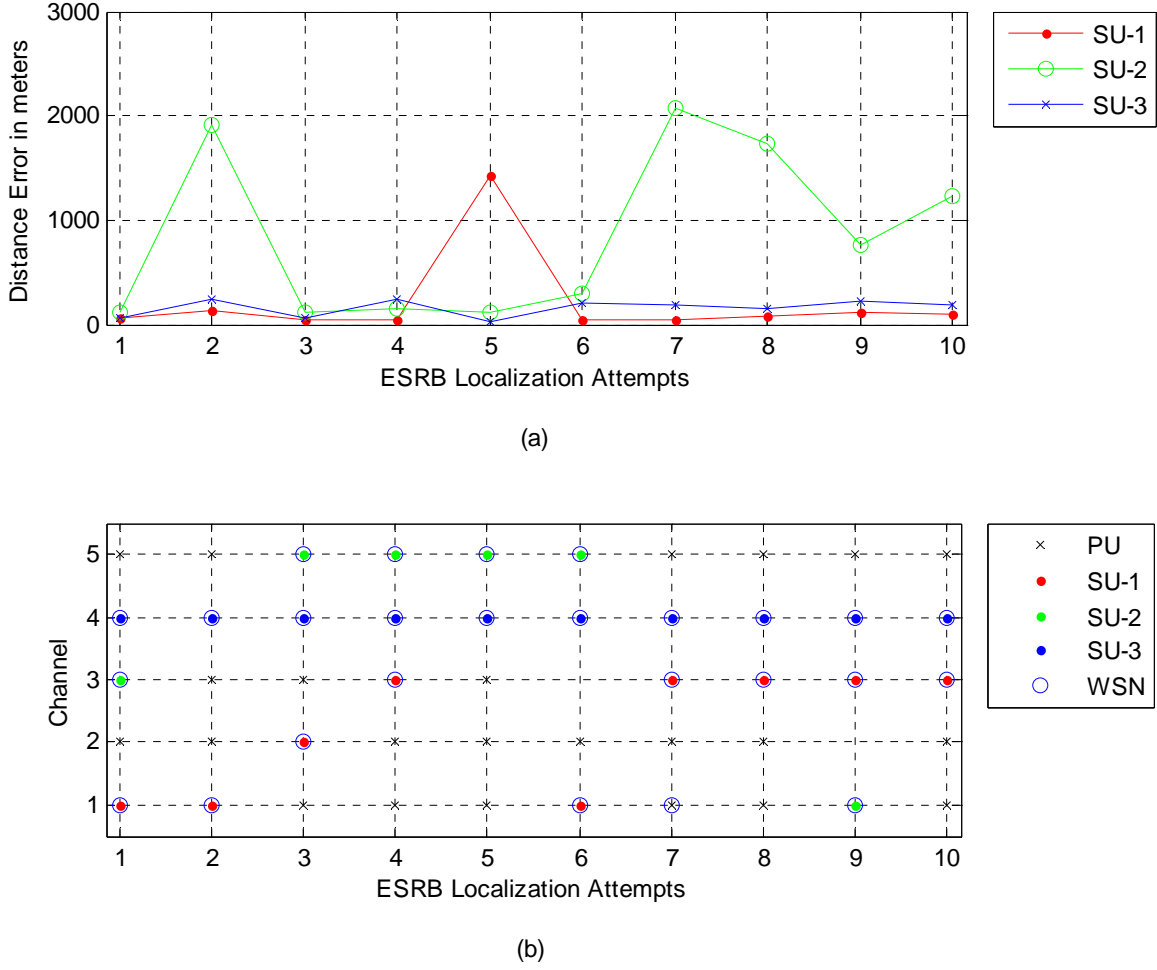 3000
2000
1000
0
Distance Error in meters
1 2 3 4 5 6 7 8 9 10
ESRB Localization Attempts
SU-1
SU-2
SU-3
(a)
5
4
3
2
1
Channel
1 2 3 4 5 6 7 8 9 10
ESRB Localization Attempts
PU
SU-1
SU-2
SU-3
WSN
(b)